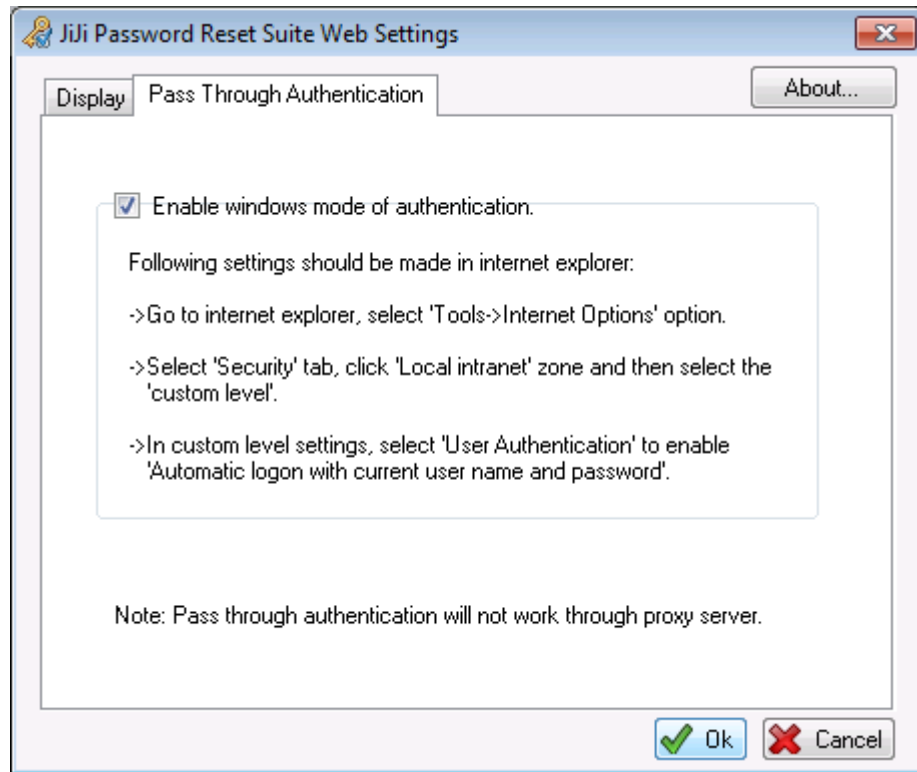 JiJi Password Reset Suite Web Settings
Display
Pass Through Authentication
About...
Enable windows mode of authentication.
Following settings should be made in internet explorer:
->Go to internet explorer, select 'Tools->Internet Options' option.
->Select 'Security' tab, click 'Local intranet' zone and then select the
'custom level'.
->In custom level settings, select 'User Authentication' to enable
'Automatic logon with current user name and password'.
Note: Pass through authentication will not work through proxy server.
Ok
Cancel